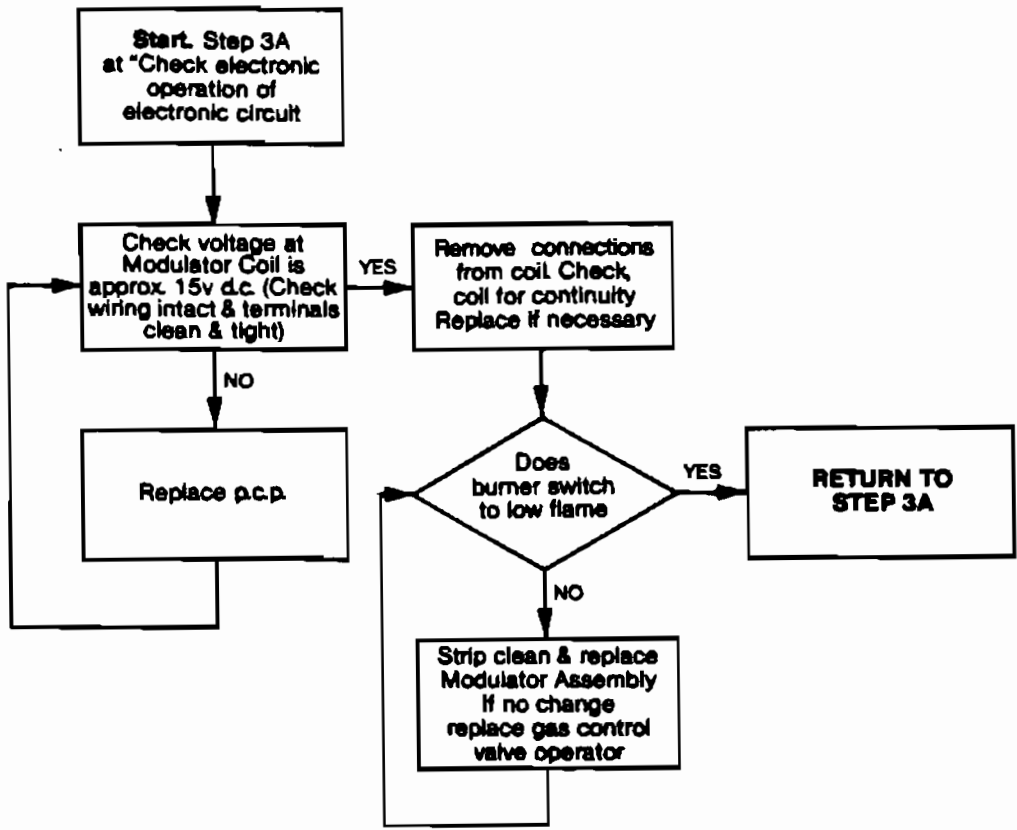 Start. Step 3A
at "Check electronic
operation of
electronic circuit
Check voltage at
Modulator Coil is
approx. 15v d.c. (Check
wiring intact & terminals
clean & tight)
YES
Remove connections
from coil. Check,
coil for continuity
Replace if necessary
NO
Replace p.c.p.
Does
burner switch
to low flame
YES
RETURN TO
STEP 3A
NO
Strip clean & replace
Modulator Assembly
If no change
replace gas control
valve operator